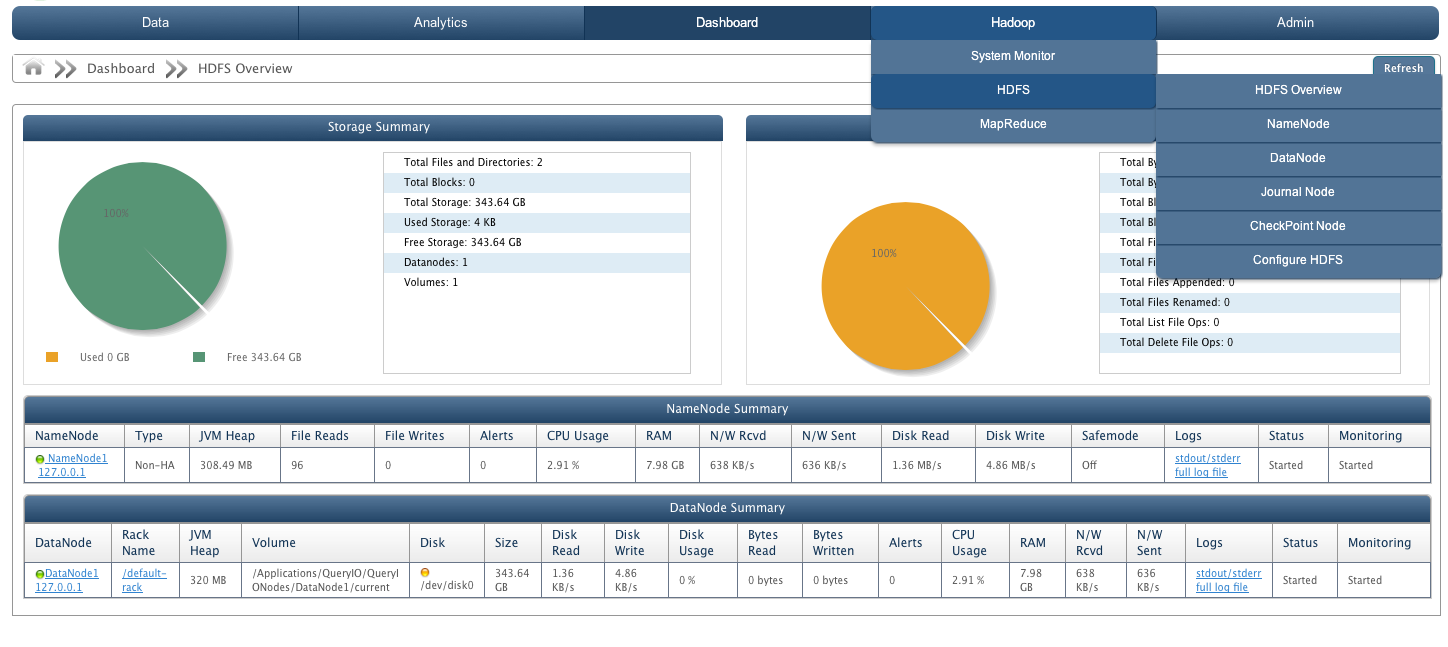 Data Analytics Dashboard Hadoop Admin
System Monitor
HDFS
MapReduce
Dashboard HDFS Overview
Refresh
HDFS Overview
NameNode
DataNode
Journal Node
CheckPoint Node
Configure HDFS
Storage Summary
100%
Used 0 GB Free 343.64 GB
Total Files and Directories: 2
Total Blocks: 0
Total Storage: 343.64 GB
Used Storage: 4 KB
Free Storage: 343.64 GB
Datanodes: 1
Volumes: 1
100%
Total
Total
Total
Total
Total
Total
Total Files Appended: 0
Total Files Renamed: 0
Total List File Ops: 0
Total Delete File Ops: 0
NameNode Summary
NameNode Type JVM Heap File Reads File Writes Alerts CPU Usage RAM N/W Rcvd N/W Sent Disk Read Disk Write Safemode Logs Status Monitoring
NameNode1 stdout/stderr
Non-HA 308.49 MB 96 0 0 2.91 % 7.98 GB 638 KB/s 636 KB/s 1.36 MB/s 4.86 MB/s Off Started Started
127.0.0.1 full log file
DataNode Summary
DataNode Rack Name JVM Heap Volume Disk Size Disk Read Disk Write Disk Usage Bytes Read Bytes Written Alerts CPU Usage RAM N/W Rcvd N/W Sent Logs Status Monitoring
DataNode1 /default- /Applications/QueryIO/QueryI 343.64 1.36 4.86 7.98 638 636 stdout/stderr
320 MB /dev/disk0 0 % 0 bytes 0 bytes 0 2.91 % Started Started
127.0.0.1 rack ONodes/DataNode1/current GB KB/s KB/s GB KB/s KB/s full log file